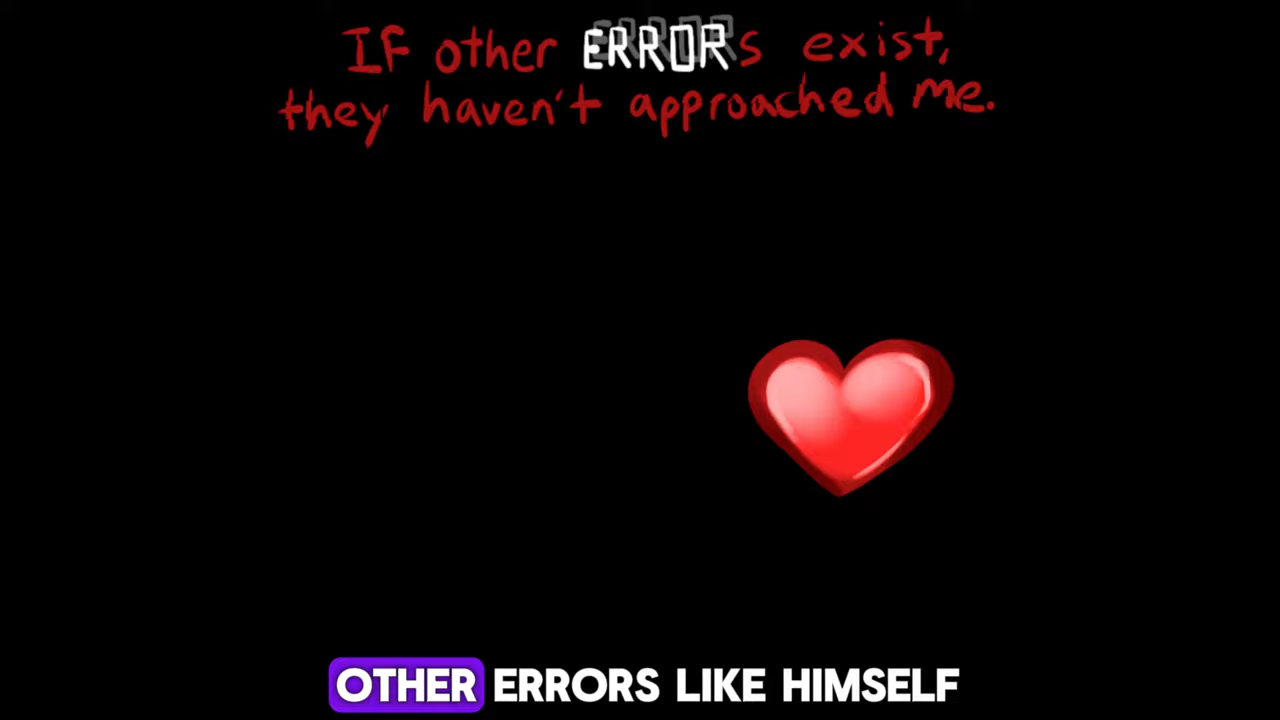 If other ERRORs exist,
they haven't approached me.
OTHER ERRORS LIKE HIMSELF